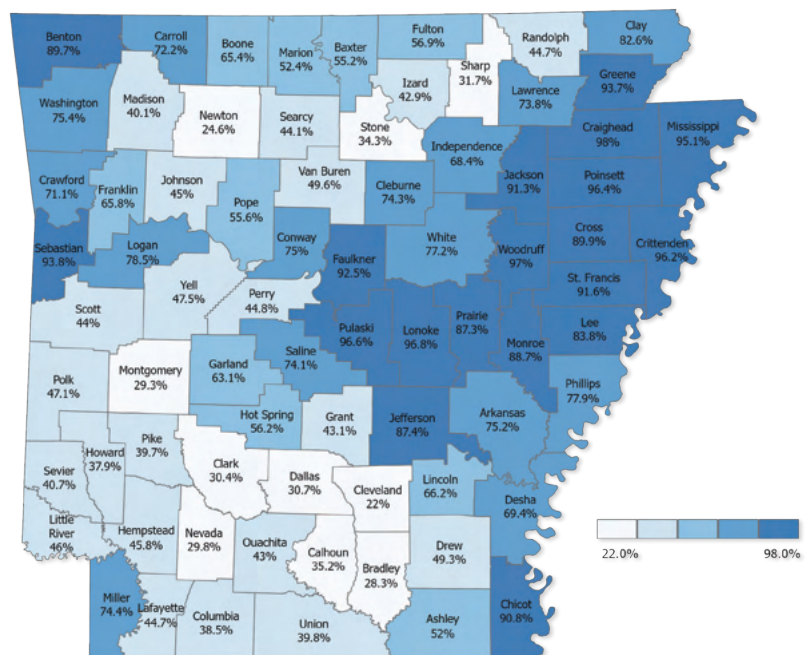 Benton
89.7%
Carroll
72.2%
Boone
65.4%
Marion
52.4%
Baxter
55.2%
Fulton
56.9%
Sharp
31.7%
Randolph
44.7%
Clay
82.6%
Washington
75.4%
Madison
40.1%
Newton
24.6%
Searcy
44.1%
Stone
34.3%
Izard
42.9%
Lawrence
73.8%
Greene
93.7%
Craighead
98%
Mississippi
95.1%
Crawford
71.1%
Franklin
65.8%
Johnson
45%
Pope
55.6%
Van Buren
49.6%
Cleburne
74.3%
Independence
68.4%
Jackson
91.3%
Poinsett
96.4%
Sebastian
93.8%
Logan
78.5%
Conway
75%
Faulkner
92.5%
White
77.2%
Woodruff
97%
Cross
89.9%
Crittenden
96.2%
St. Francis
91.6%
Scott
44%
Yell
47.5%
Perry
44.8%
Pulaski
96.6%
Lonoke
96.8%
Prairie
87.3%
Monroe
88.7%
Lee
83.8%
Polk
47.1%
Montgomery
29.3%
Garland
63.1%
Saline
74.1%
Phillips
77.9%
Hot Spring
56.2%
Grant
43.1%
Jefferson
87.4%
Arkansas
75.2%
Sevier
40.7%
Howard
37.9%
Pike
39.7%
Clark
30.4%
Dallas
30.7%
Cleveland
22%
Lincoln
66.2%
Desha
69.4%
Little
River
46%
Hempstead
45.8%
Nevada
29.8%
Ouachita
43%
Calhoun
35.2%
Bradley
28.3%
Drew
49.3%
22.0%
98.0%
Miller
74.4%
Lafayette
44.7%
Columbia
38.5%
Union
39.8%
Ashley
52%
Chicot
90.8%